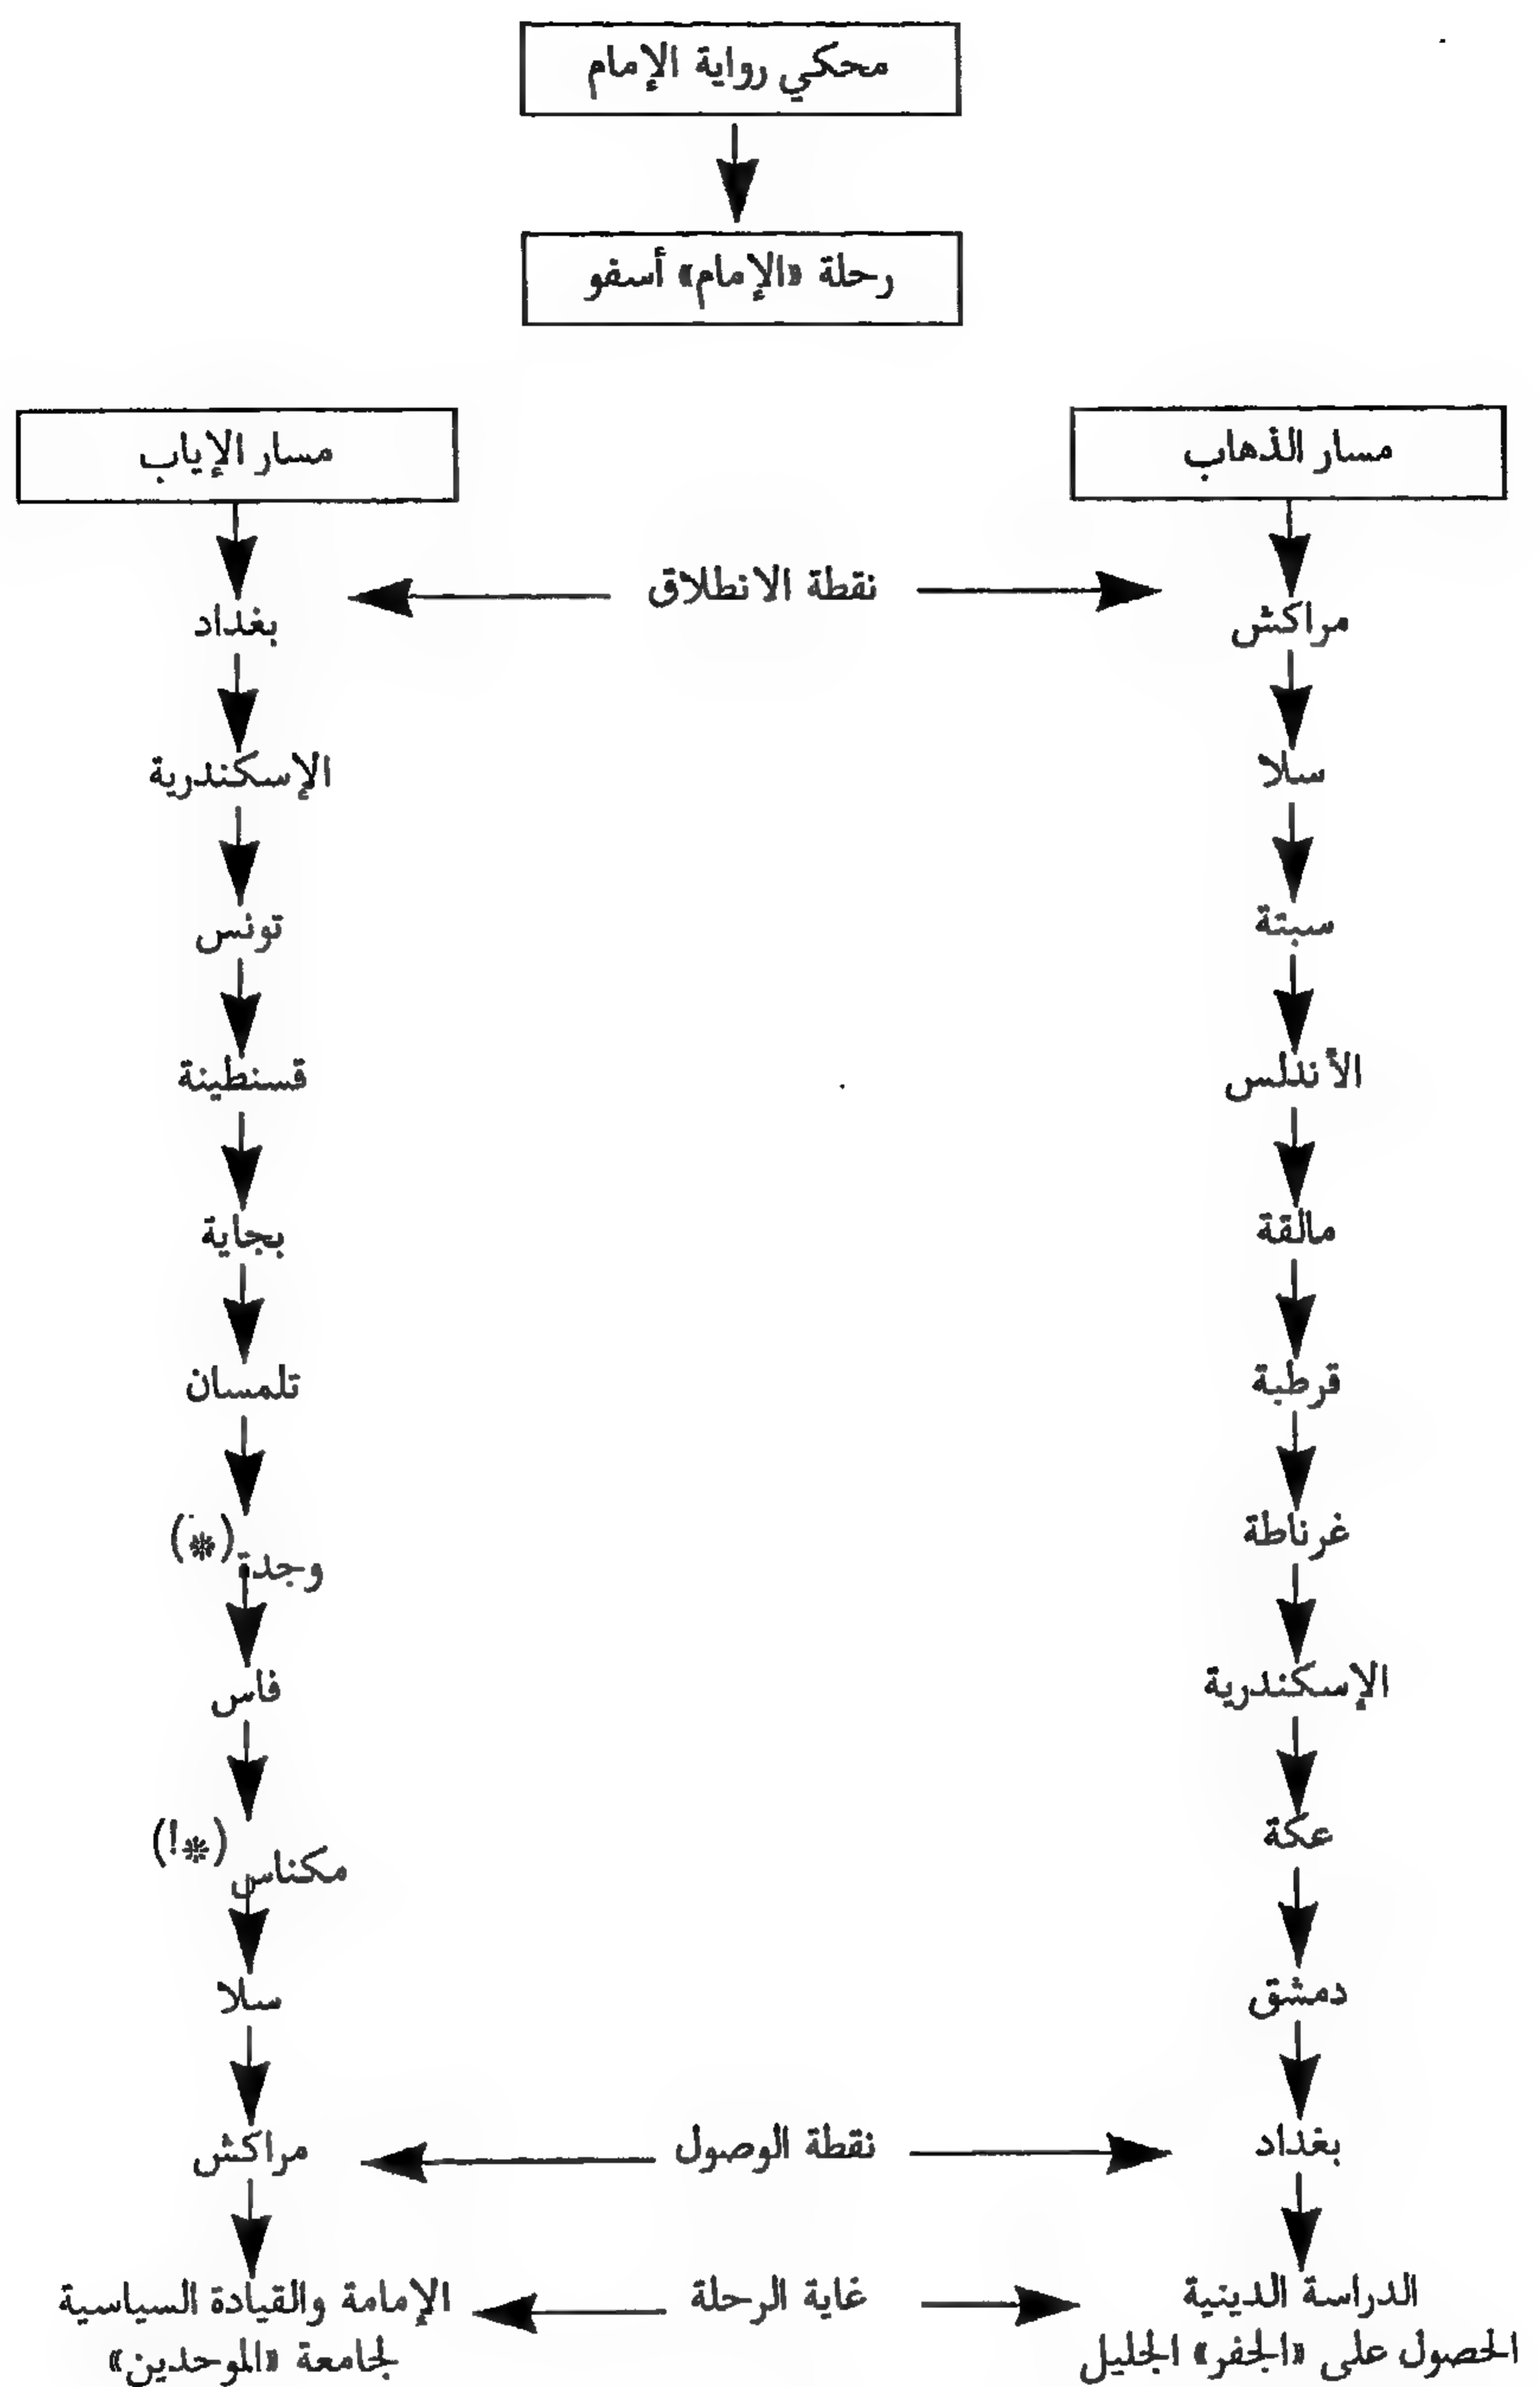 محكي رواية الإمام
رحلة «الإمام» أسفو
مسار الذهاب
مسار الإياب
نقطة الانطلاق
مراكش
بغداد
سلا
الإسكندرية
سبتة
تونس
الأندلس
قسنطينة
مالقة
بجاية
قرطبة
تلمسان
غرناطة
وجدة (*)
الإسكندرية
فاس
عكة
مكناس (*!)
دمشق
سلا
بغداد
نقطة الوصول
مراكش
الدراسة الدينية
غاية الرحلة
الإمامة والقيادة السياسية
الحصول على «الجفر» الجليل
لجامعة «الموحدين»